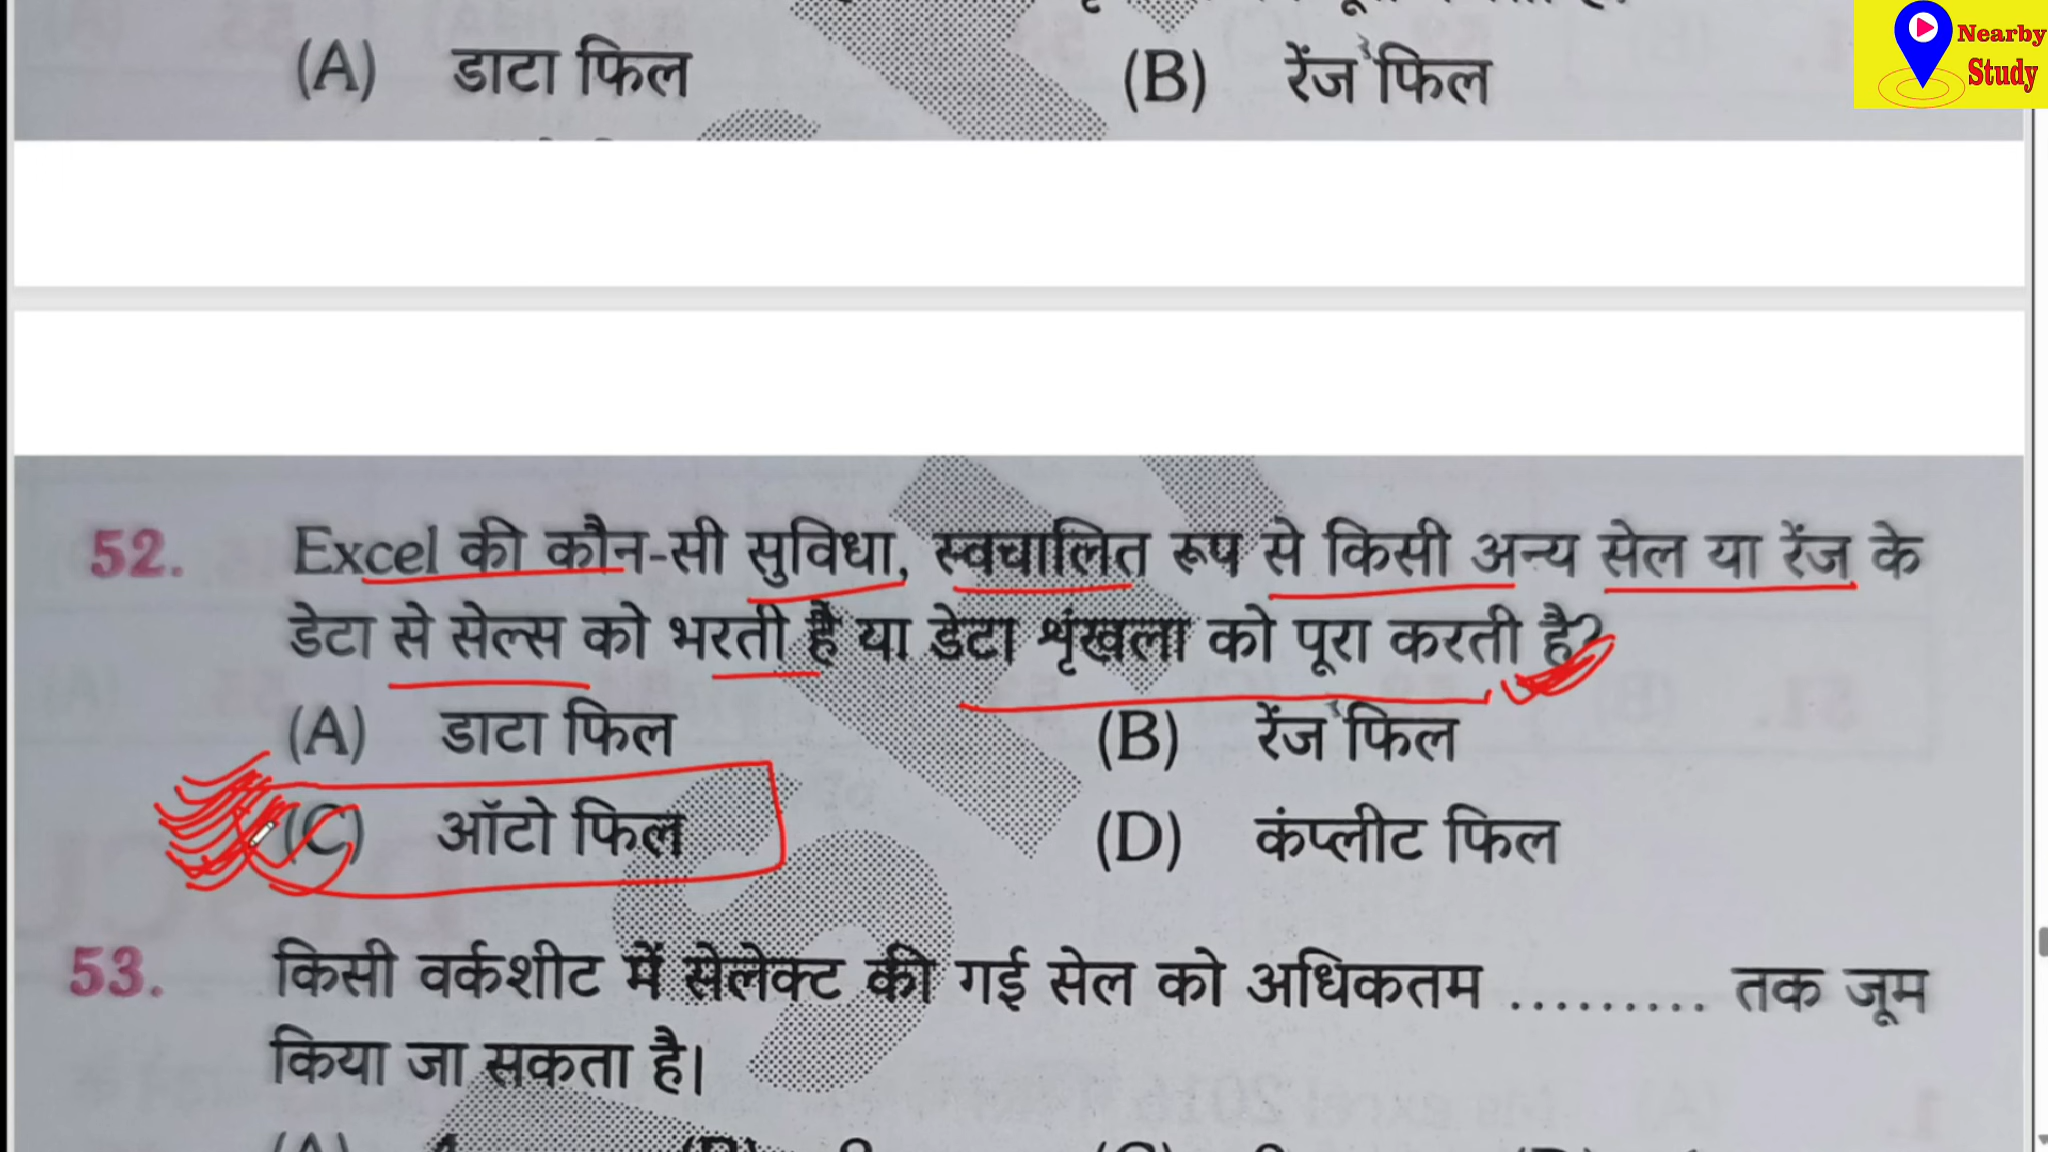 Nearby
Study
(A) डाटा फिल (B) रेंज फिल
52. Excel की कौन-सी सुविधा, स्वचालित रूप से किसी अन्य सेल या रेंज के
डेटा से सेल्स को भरती है या डेटा शृंखला को पूरा करती है?
(A) डाटा फिल (B) रेंज फिल
(C) ऑटो फिल (D) कंप्लीट फिल
53. किसी वर्कशीट में सेलेक्ट की गई सेल को अधिकतम ......... तक जूम
किया जा सकता है।